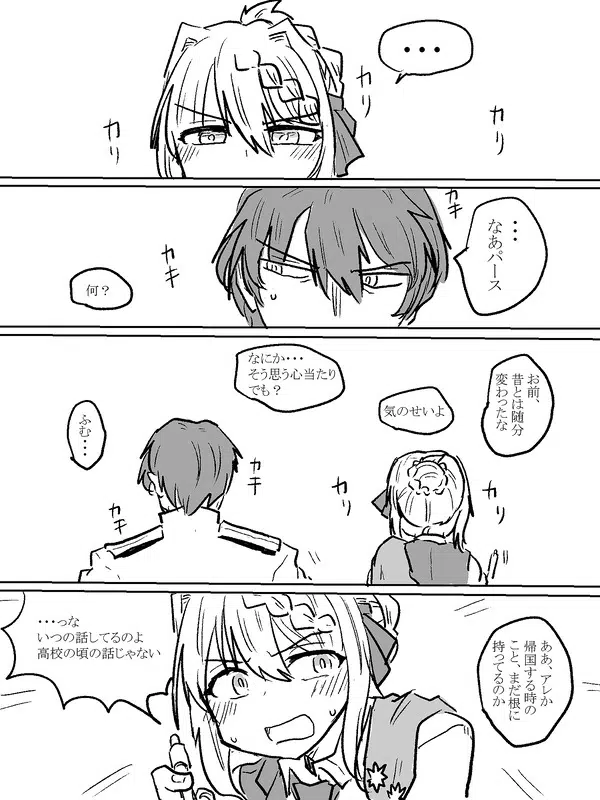 ・・・
カリ
カリ
カリ
・・・
なあパース
カキ
カキ
何？
お前、
昔とは随分
変わったな
気のせいよ
なにか・・・
そう思う心当たり
でも？
ふむ・・・
カリ
カリ
カキ
カキ
ああ、アレか
帰国する時の
こと、まだ根に
持ってるのか
・・・っな
いつの話してるのよ
高校の頃の話じゃない